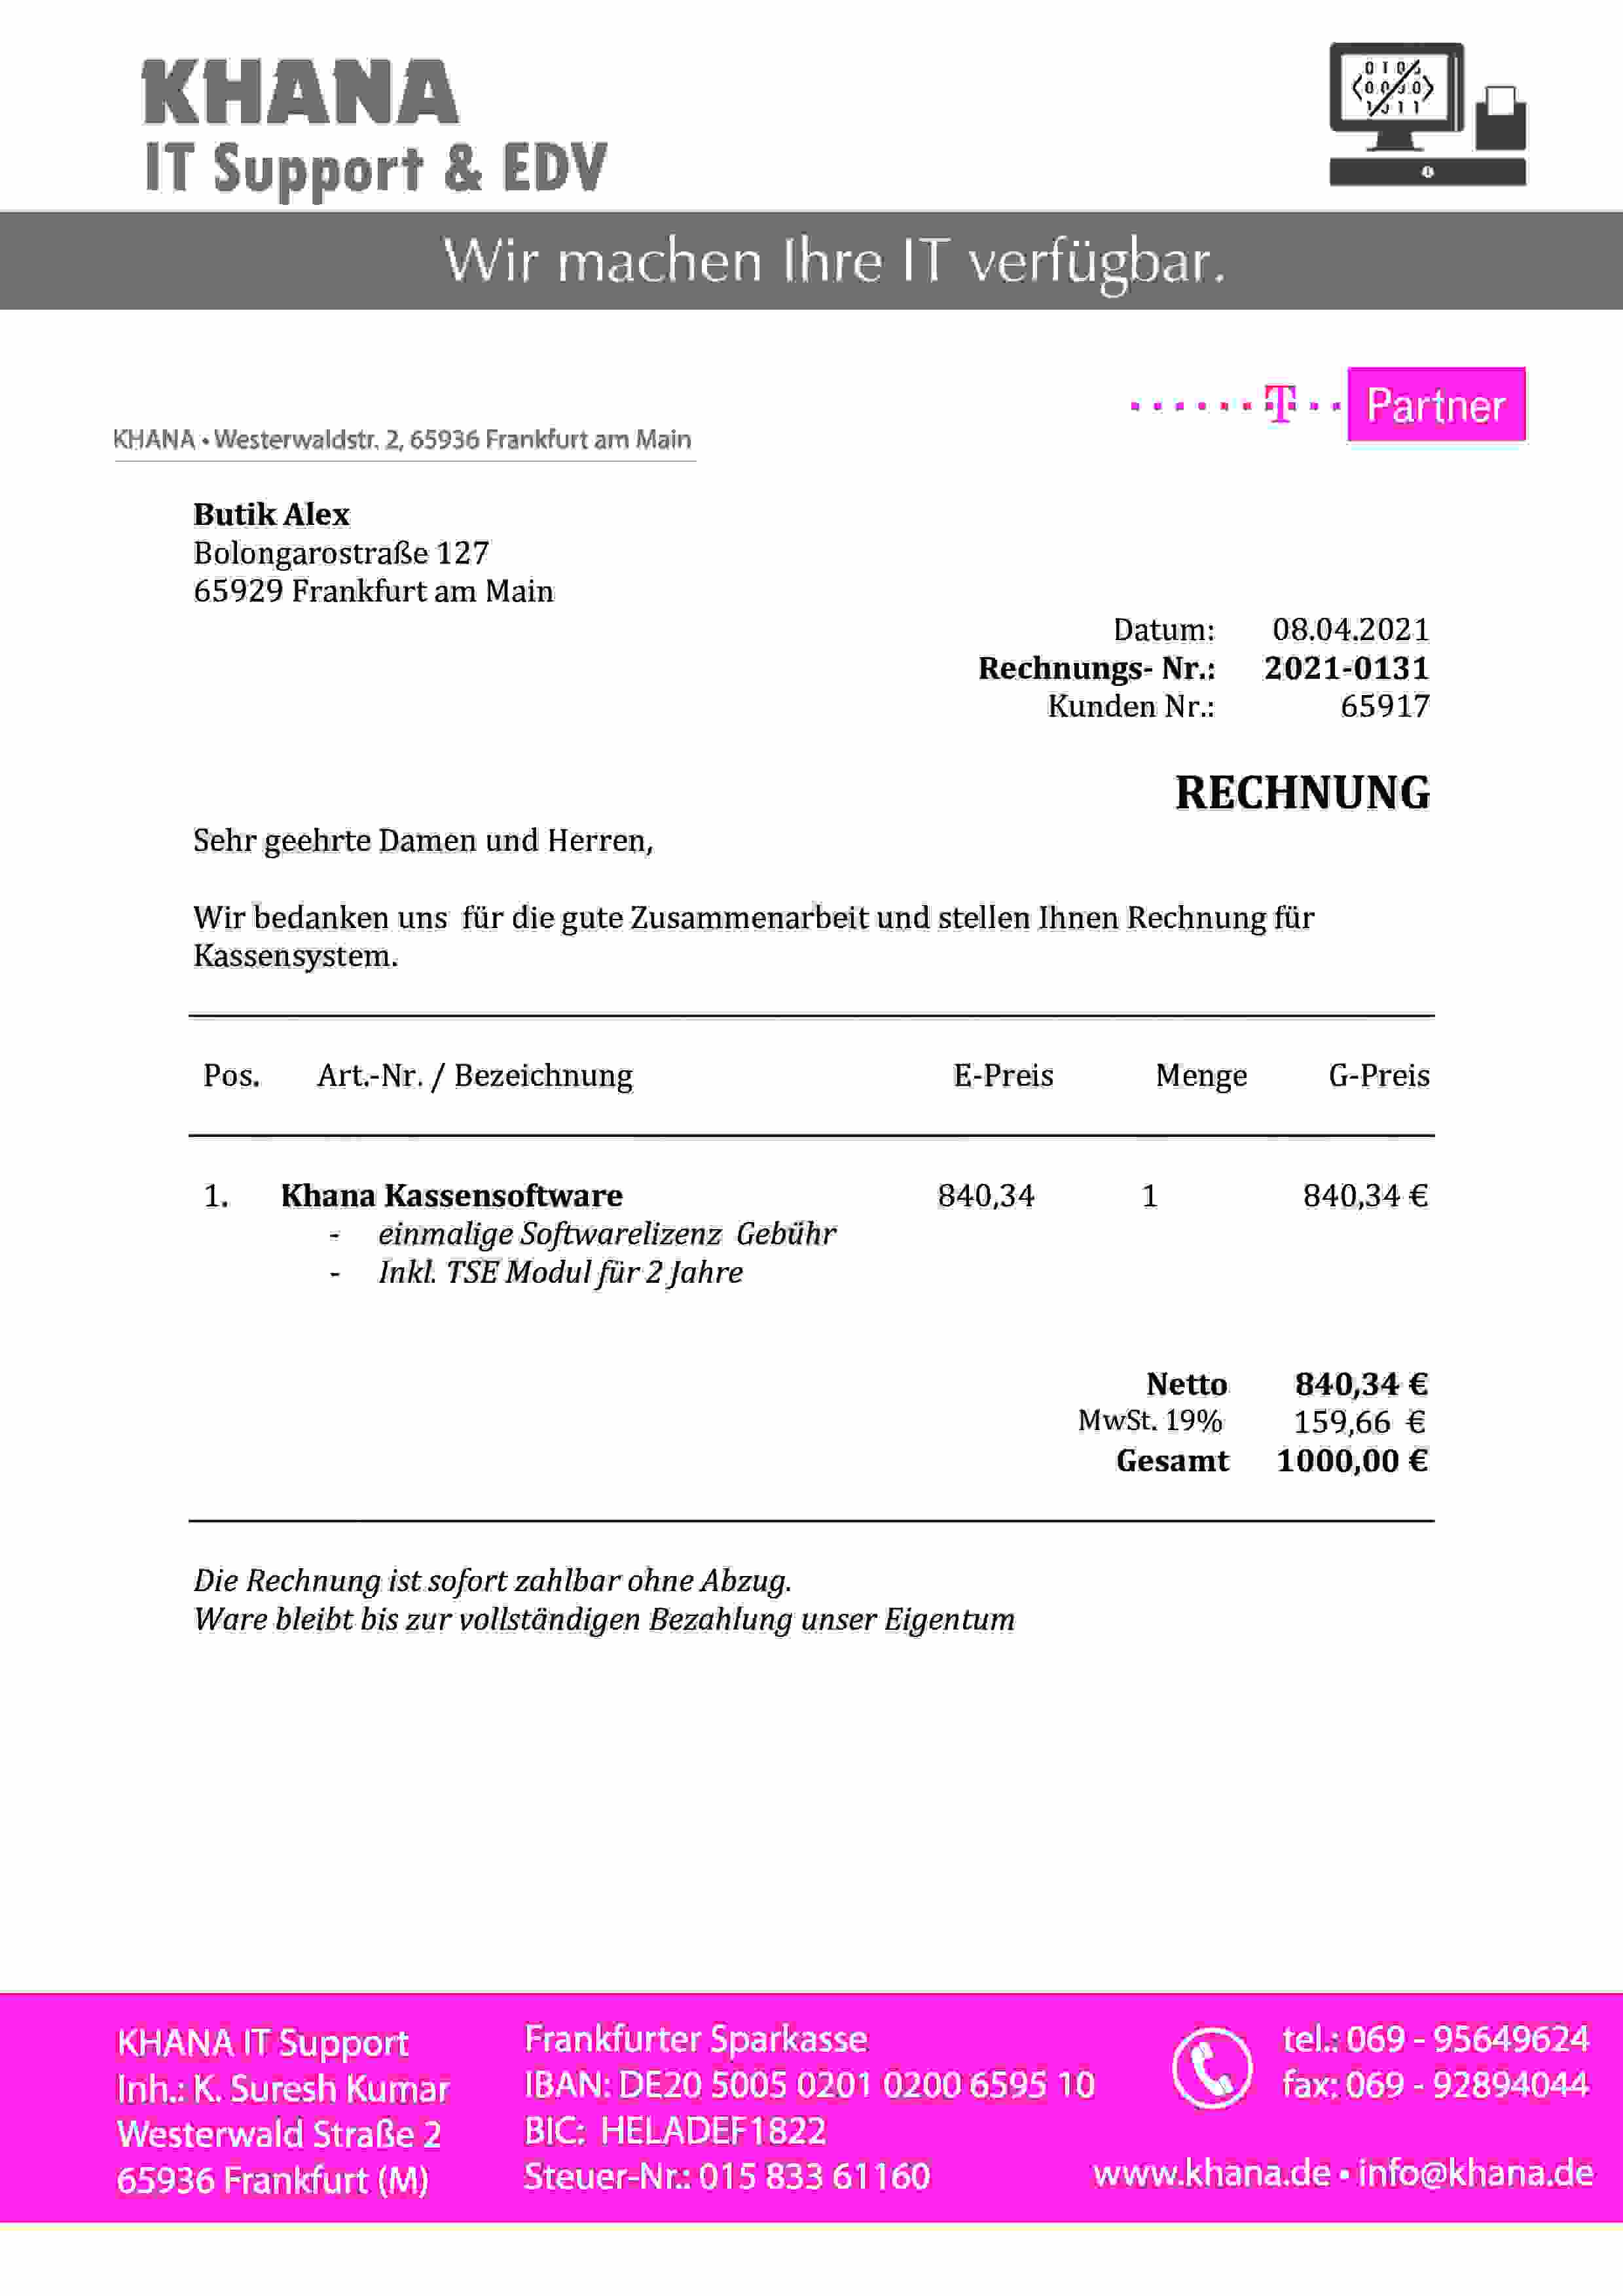 KHANA
IT Support & EDV
Wir machen Ihre IT verfügbar.
T Partner
KHANA • Westerwaldstr. 2, 65936 Frankfurt am Main
Butik Alex
Bolongarostraße 127
65929 Frankfurt am Main
Datum: 08.04.2021
Rechnungs- Nr.: 2021-0131
Kunden Nr.: 65917
RECHNUNG
Sehr geehrte Damen und Herren,
Wir bedanken uns für die gute Zusammenarbeit und stellen Ihnen Rechnung für
Kassensystem.
Pos. Art.-Nr. / Bezeichnung E-Preis Menge G-Preis
1. Khana Kassensoftware 840,34 1 840,34 €
- einmalige Softwarelizenz Gebühr
- Inkl. TSE Modul für 2 Jahre
Netto 840,34 €
MwSt. 19% 159,66 €
Gesamt 1000,00 €
Die Rechnung ist sofort zahlbar ohne Abzug.
Ware bleibt bis zur vollständigen Bezahlung unser Eigentum
KHANA IT Support
Inh.: K. Suresh Kumar
Westerwald Straße 2
65936 Frankfurt (M)
Frankfurter Sparkasse
IBAN: DE20 5005 0201 0200 6595 10
BIC: HELADEF1822
Steuer-Nr.: 015 833 61160
tel.: 069 - 95649624
fax: 069 - 92894044
www.khana.de • info@khana.de